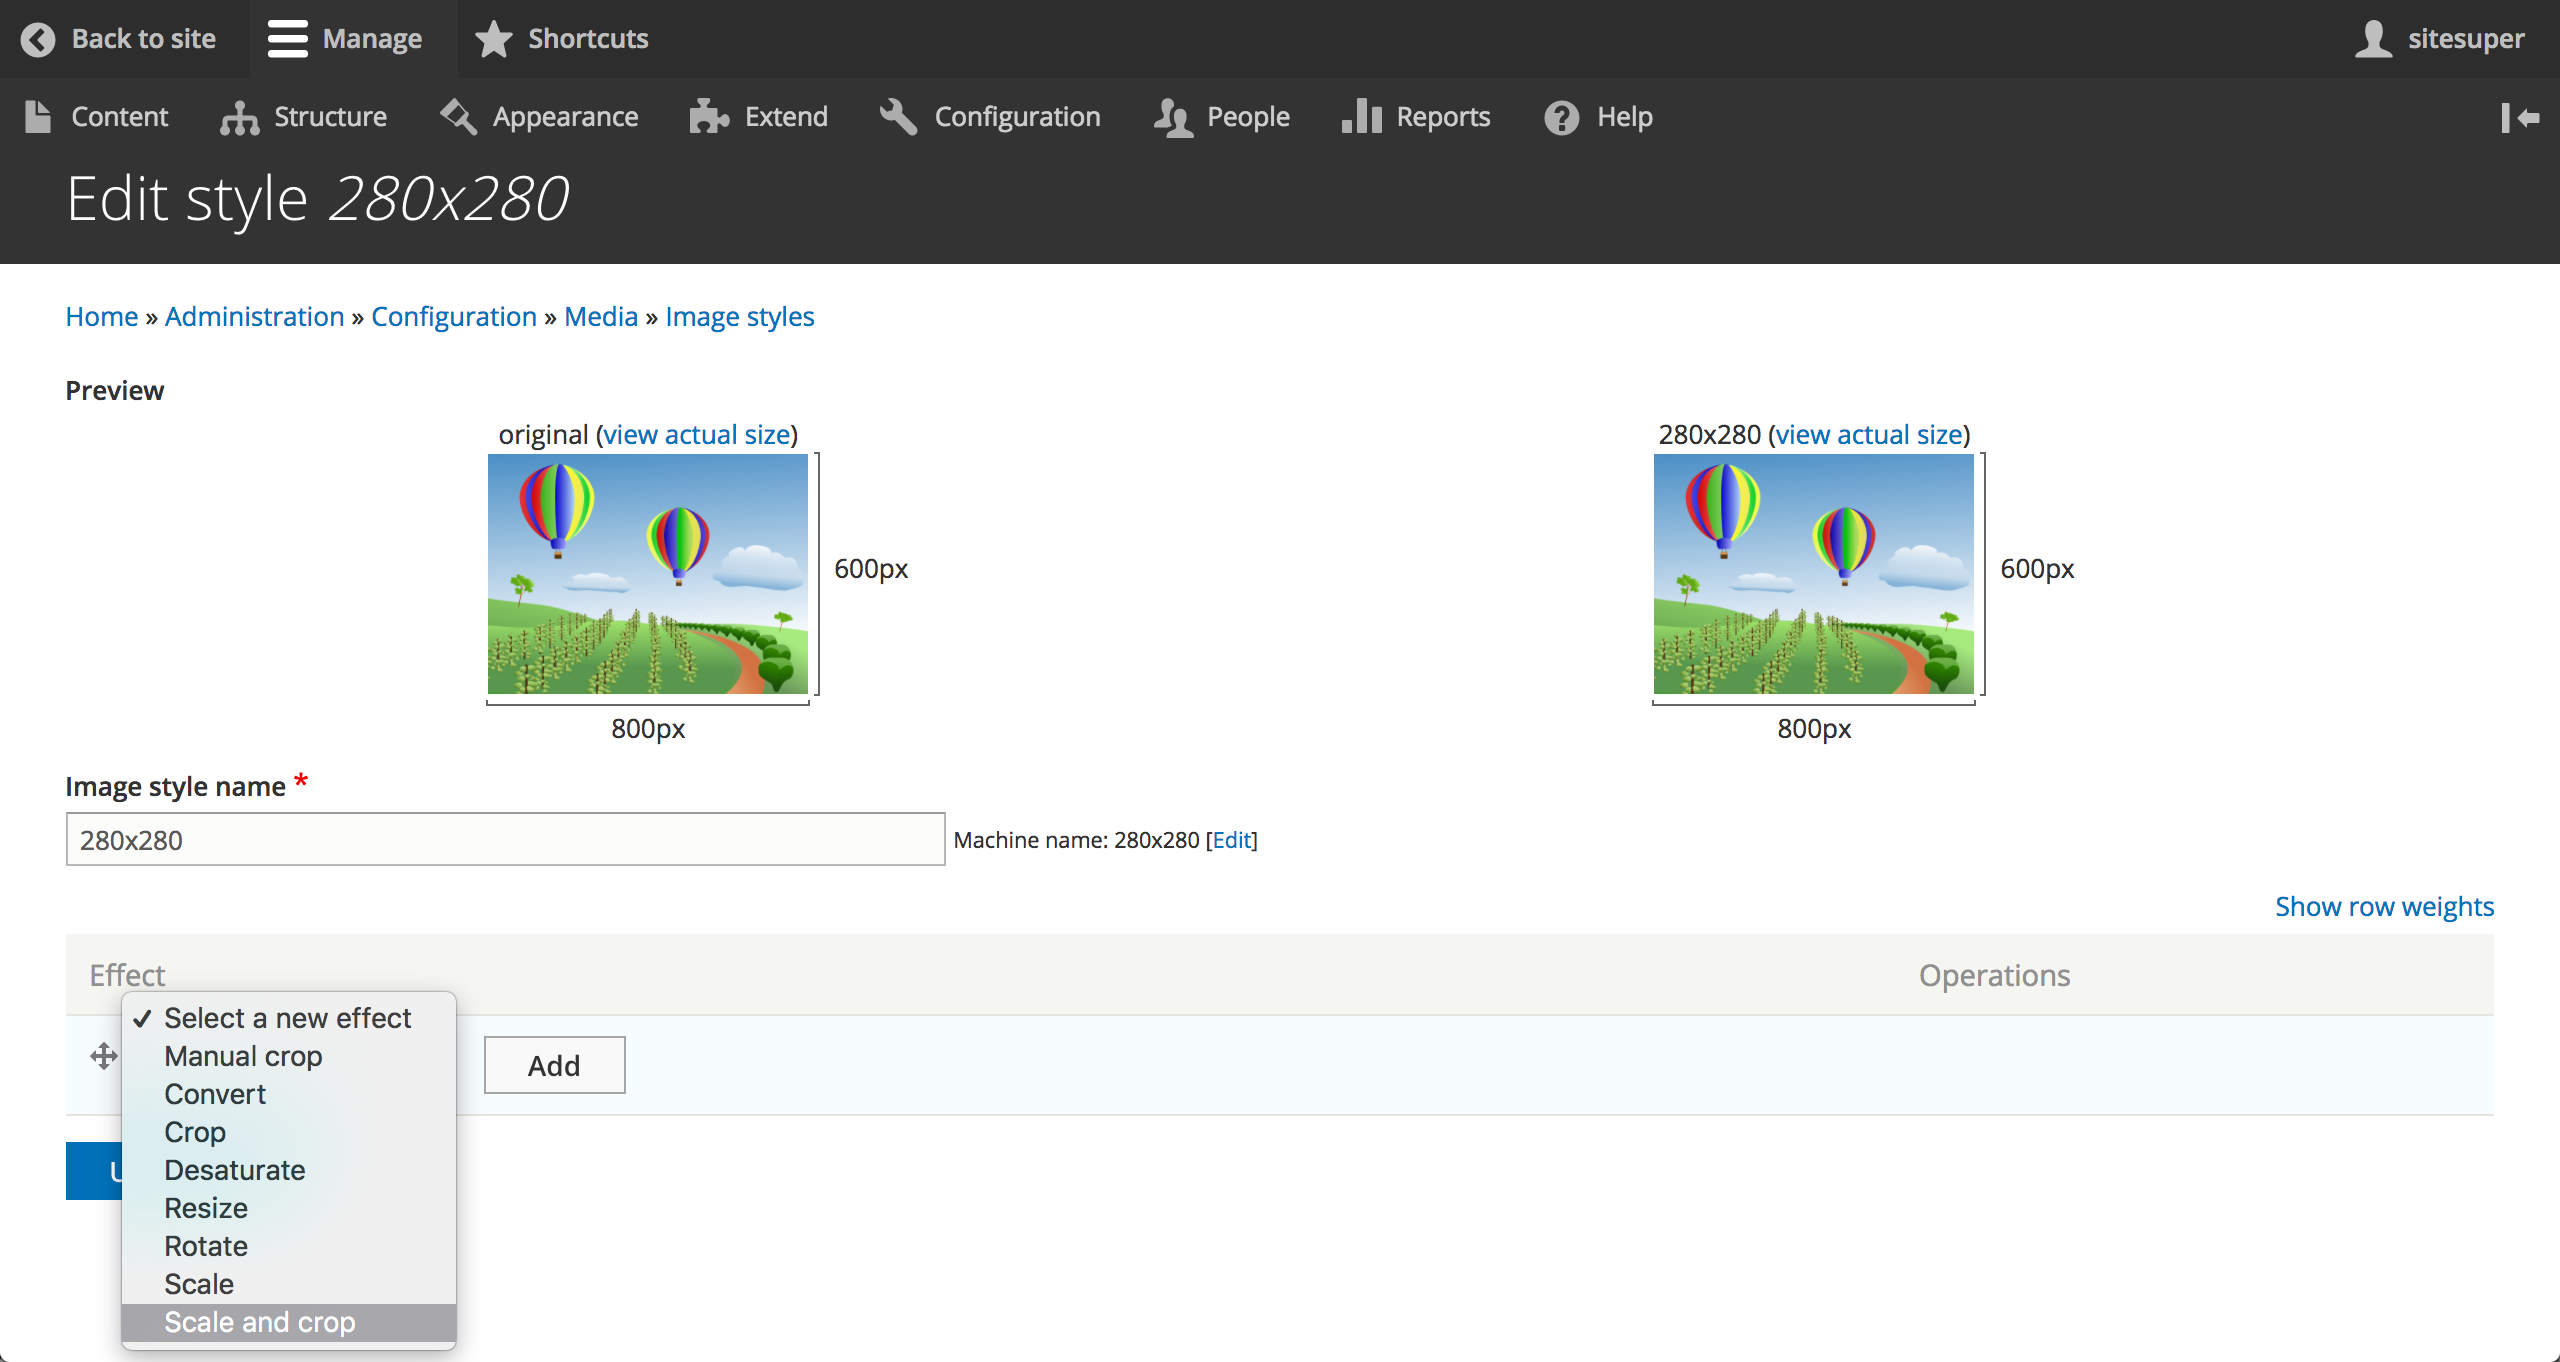 Back to site Manage Shortcuts sitesuper
Content Structure Appearance Extend Configuration People Reports Help
Edit style 280x280
Home » Administration » Configuration » Media » Image styles
Preview
original (view actual size) 280x280 (view actual size)
600px 600px
800px 800px
Image style name *
280x280 Machine name: 280x280 [Edit]
Show row weights
Effect Operations
✓ Select a new effect
Manual crop
Add
Convert
Crop
Desaturate
Resize
Rotate
Scale
Scale and crop